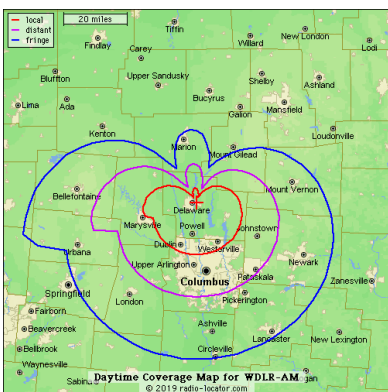 local
distant
fringe
20 miles
Tiffin
New London
Findlay
Carey
Willard
Lodi
Bluffton
Upper Sandusky
Shelby
Ashland
Lima
Ada
Bucyrus
Mansfield
Galion
Kenton
Loudonville
Marion
Mount Gilead
Bellefontaine
Mount Vernon
Delaware
Marysville
Powell
Johnstown
Dublin
Westerville
Urbana
Upper Arlington
Newark
Columbus
Pataskala
Springfield
London
Pickerington
Zanesville
Fairborn
Ashville
Beavercreek
Lancaster
New Lexington
Bellbrook
Circleville
Waynesville
Daytime Coverage Map for WDLR-AM
© 2019 radio-locator.com